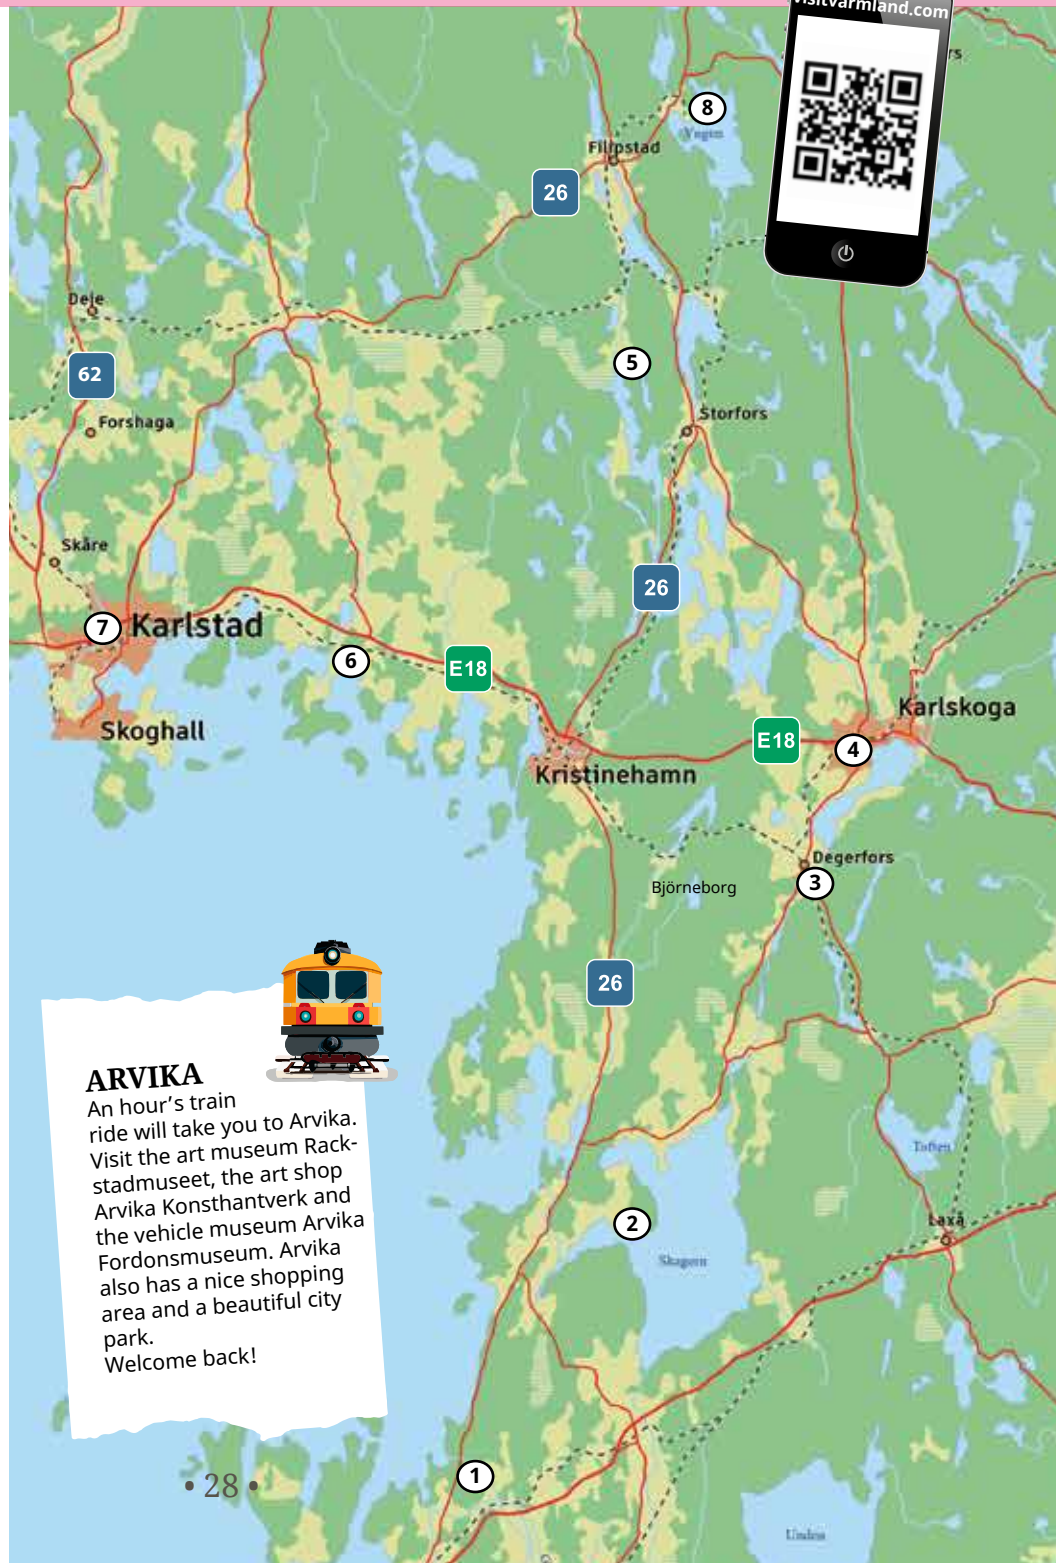 visitvarmland.com
rs
8
Yngen
Filipstad
26
Deje
62
5
Storfors
Forshaga
Skåre
26
7
Karlstad
6
E18
Karlskoga
Skoghall
E18
4
Kristinehamn
Degerfors
3
Björneborg
26
ARVIKA
An hour's train
ride will take you to Arvika.
Visit the art museum Rack-
stadmuseet, the art shop
Arvika Konsthantverk and
the vehicle museum Arvika
Fordonsmuseum. Arvika
also has a nice shopping
area and a beautiful city
park.
Welcome back!
Toften
Laxå
2
Skagern
1
• 28 •
Unden